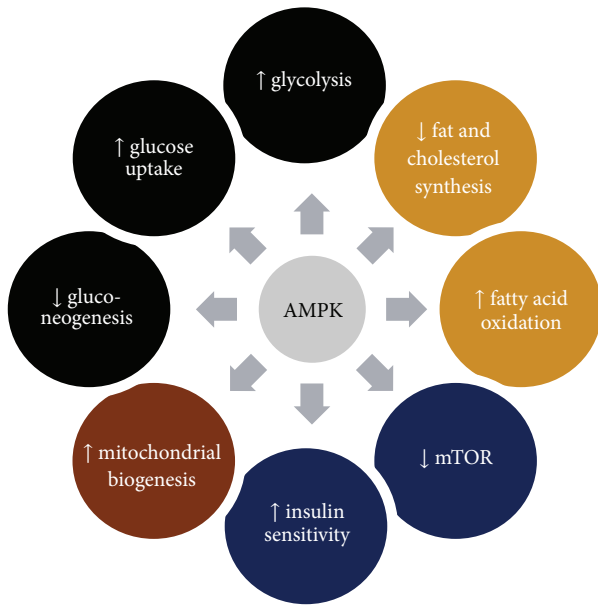 ↑ glycolysis
↓ fat and
cholesterol
synthesis
↑ fatty acid
oxidation
↓ mTOR
↑ insulin
sensitivity
↑ mitochondrial
biogenesis
↓ gluco-
neogenesis
↑ glucose
uptake
AMPK